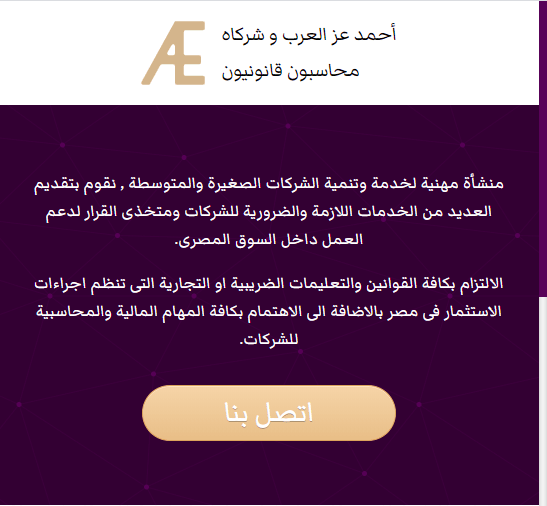 Æ
أحمد عز العرب و شركاه
محاسبون قانونيون
منشأة مهنية لخدمة وتنمية الشركات الصغيرة والمتوسطة , نقوم بتقديم
العديد من الخدمات اللازمة والضرورية للشركات ومتخذى القرار لدعم
العمل داخل السوق المصرى.
الالتزام بكافة القوانين والتعليمات الضريبية او التجارية التى تنظم اجراءات
الاستثمار فى مصر بالاضافة الى الاهتمام بكافة المهام المالية والمحاسبية
للشركات.
اتصل بنا